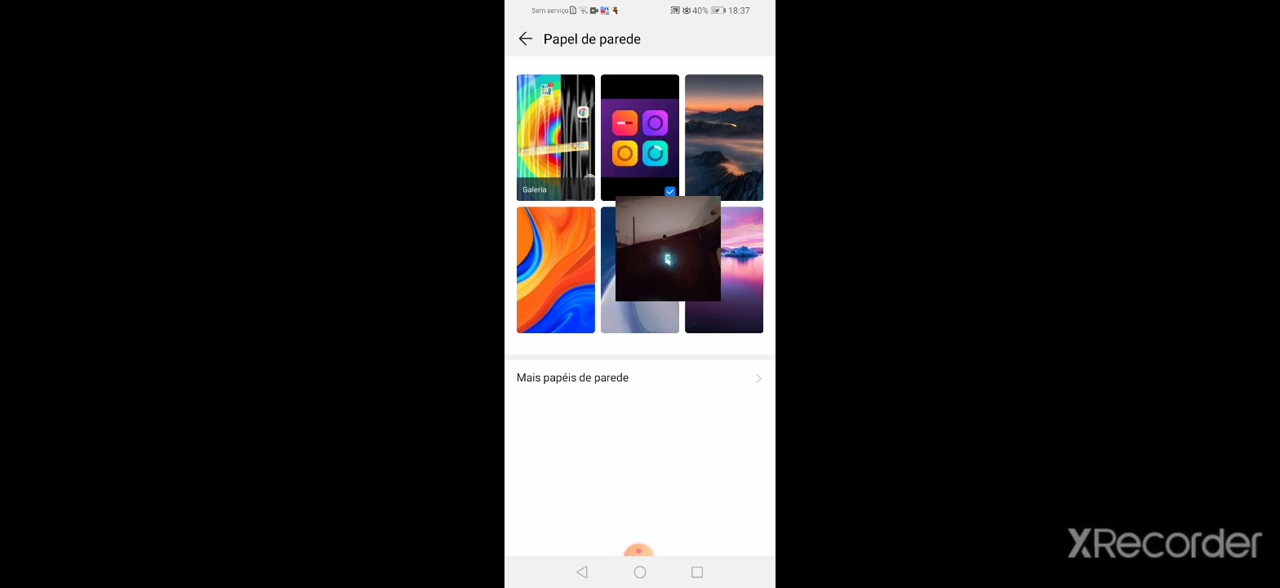 Sem serviço 40% 18:37
Papel de parede
Galeria
Mais papéis de parede
XRecorder